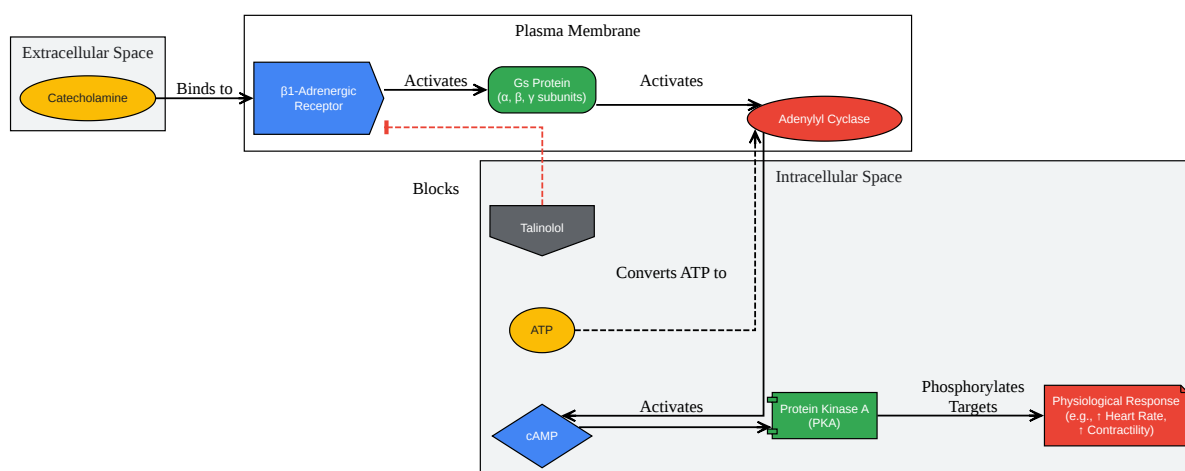 Plasma Membrane
Extracellular Space
Catecholamine
Binds to
β1-Adrenergic
Receptor
Activates
Gs Protein
(α, β, γ subunits)
Activates
Adenylyl Cyclase
Intracellular Space
Blocks
Talinolol
Converts ATP to
ATP
cAMP
Activates
Protein Kinase A
(PKA)
Phosphorylates
Targets
Physiological Response
(e.g., ↑ Heart Rate,
↑ Contractility)